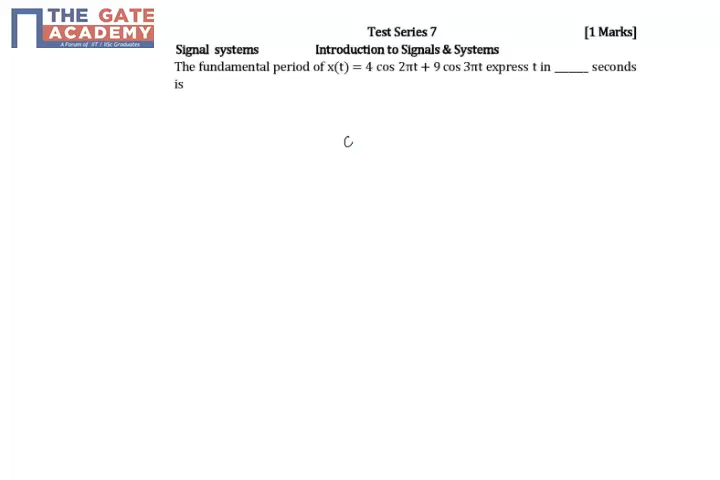 THE GATE
ACADEMY
A Forum of IIT / IISc Graduates
Test Series 7 [1 Marks]
Signal systems Introduction to Signals & Systems
The fundamental period of x(t) = 4 cos 2πt + 9 cos 3πt express t in ______ seconds
is
c